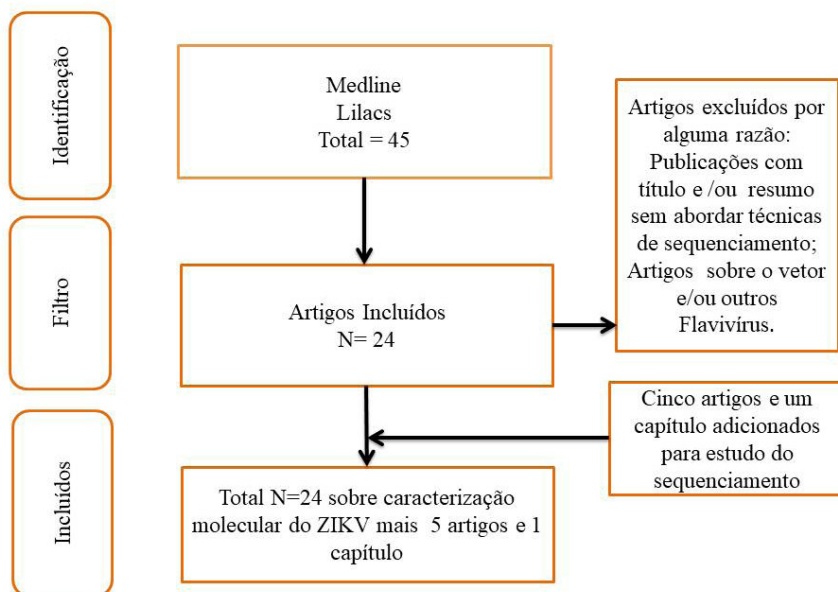 Identificação
Medline
Lilacs
Total = 45
Artigos excluídos por
alguma razão:
Publicações com
título e /ou resumo
sem abordar técnicas
de sequenciamento;
Artigos sobre o vetor
e/ou outros
Flavivírus.
Filtro
Artigos Incluídos
N= 24
Cinco artigos e um
capítulo adicionados
para estudo do
sequenciamento
Incluídos
Total N=24 sobre caracterização
molecular do ZIKV mais 5 artigos e 1
capítulo